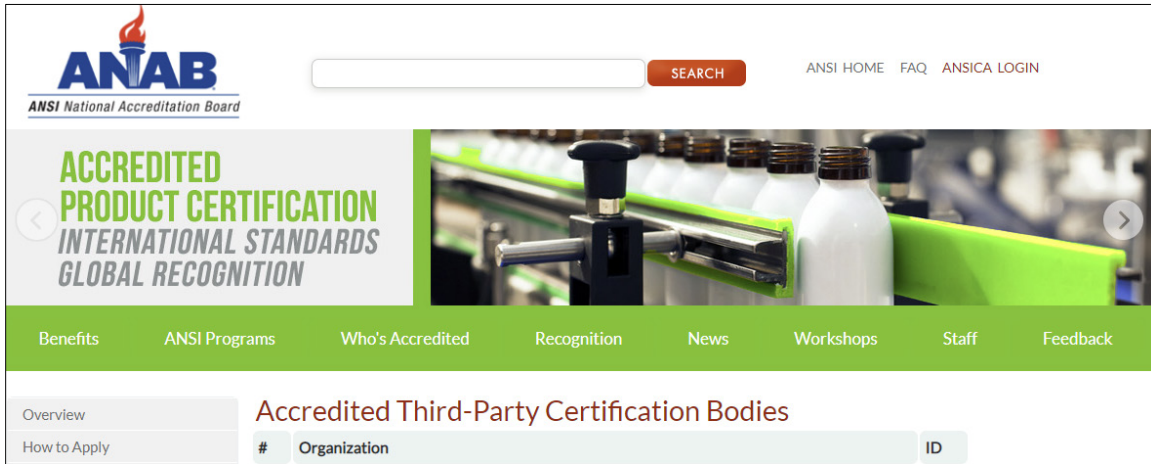 ANAB
ANSI National Accreditation Board
SEARCH
ANSI HOME FAQ ANSICA LOGIN
ACCREDITED
PRODUCT CERTIFICATION
INTERNATIONAL STANDARDS
GLOBAL RECOGNITION
Benefits ANSI Programs Who's Accredited Recognition News Workshops Staff Feedback
Overview
How to Apply
Accredited Third-Party Certification Bodies
# Organization ID